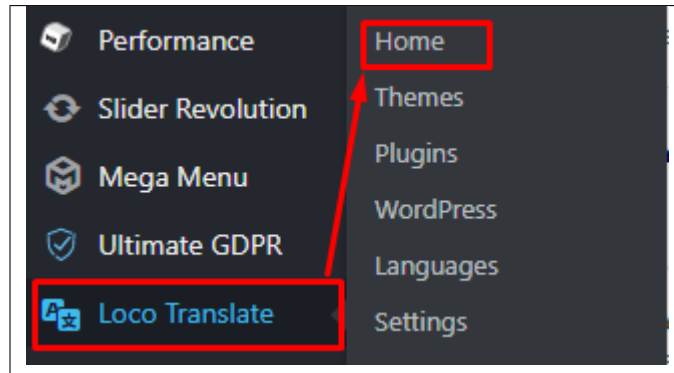 Performance
Slider Revolution
Mega Menu
Ultimate GDPR
Loco Translate
Home
Themes
Plugins
WordPress
Languages
Settings